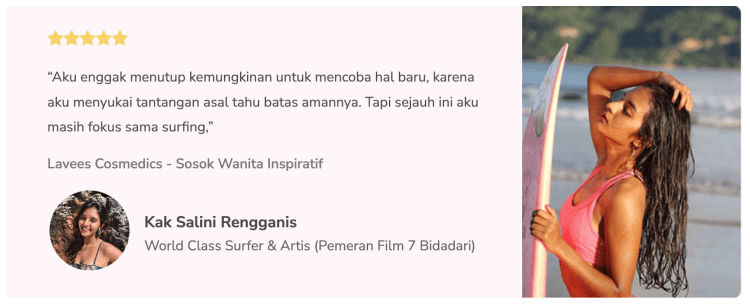 “Aku enggak menutup kemungkinan untuk mencoba hal baru, karena
aku menyukai tantangan asal tahu batas amannya. Tapi sejauh ini aku
masih fokus sama surfing,”
Lavees Cosmedics - Sosok Wanita Inspiratif
Kak Salini Rengganis
World Class Surfer & Artis (Pemeran Film 7 Bidadari)